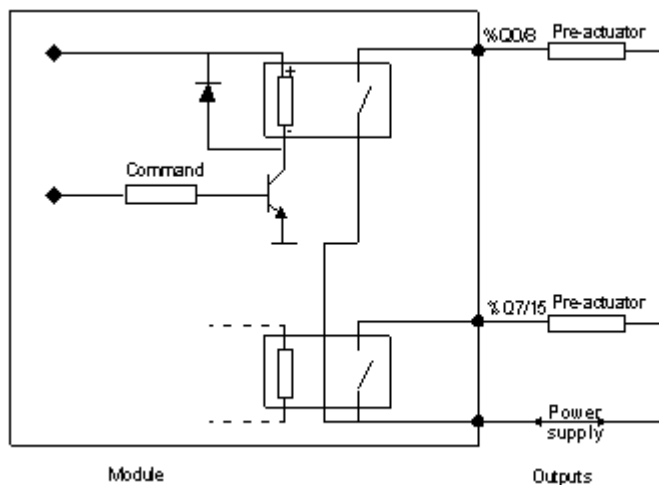 %Q0/8 Pre-actuator
+
-
Command
%Q7/15 Pre-actuator
Power
supply
Module Outputs